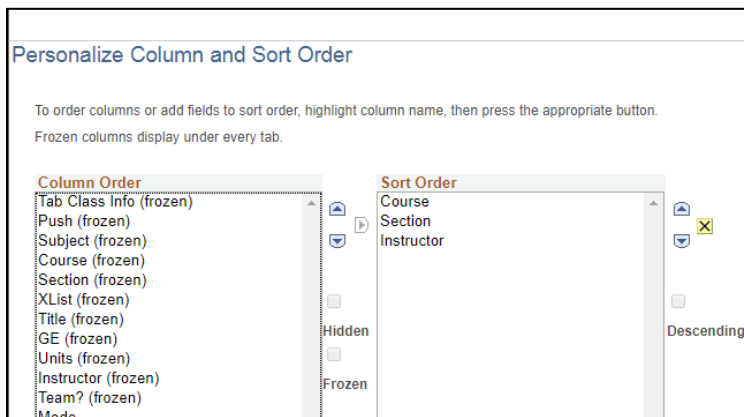 Personalize Column and Sort Order
To order columns or add fields to sort order, highlight column name, then press the appropriate button.
Frozen columns display under every tab.
Column Order
Tab Class Info (frozen)
Push (frozen)
Subject (frozen)
Course (frozen)
Section (frozen)
XList (frozen)
Title (frozen)
GE (frozen)
Units (frozen)
Instructor (frozen)
Team? (frozen)
Mode
Hidden
Frozen
Sort Order
Course
Section
Instructor
Descending